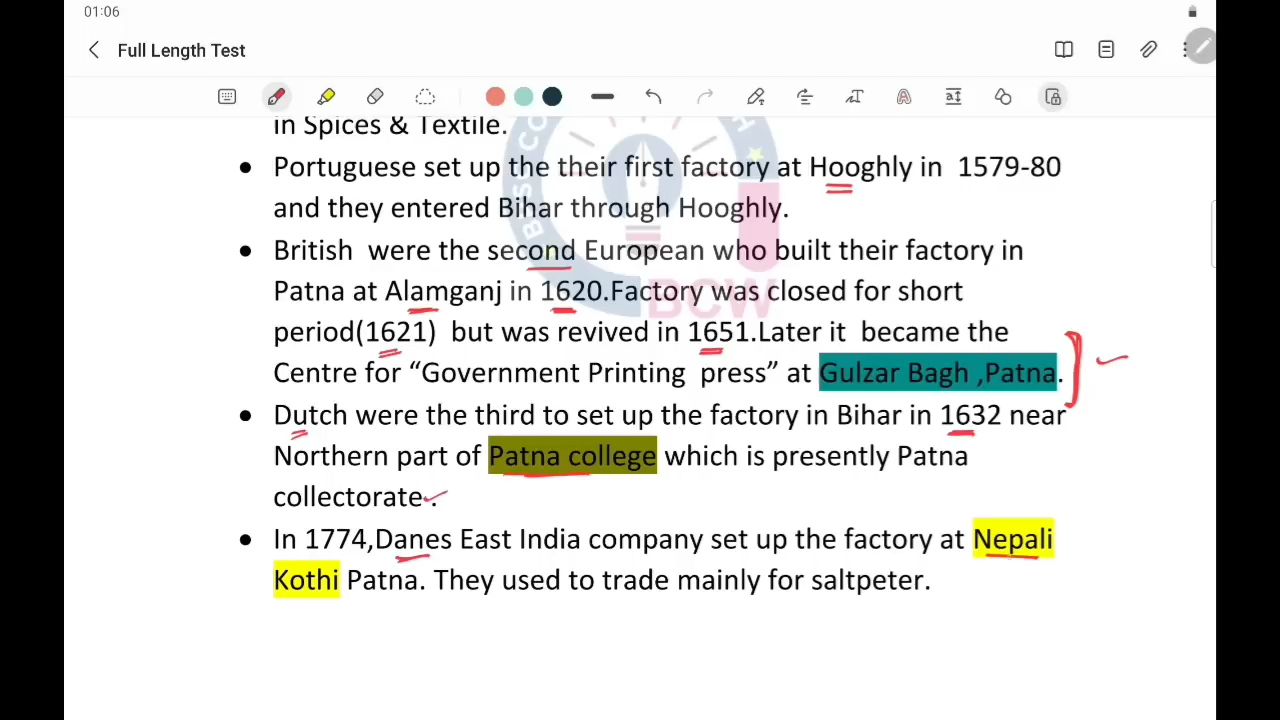 01:06
Full Length Test
in Spices & Textile.
• Portuguese set up the their first factory at Hooghly in 1579-80
and they entered Bihar through Hooghly.
• British were the second European who built their factory in
Patna at Alamganj in 1620.Factory was closed for short
period(1621) but was revived in 1651.Later it became the
Centre for “Government Printing press” at Gulzar Bagh ,Patna.
• Dutch were the third to set up the factory in Bihar in 1632 near
Northern part of Patna college which is presently Patna
collectorate .
• In 1774,Danes East India company set up the factory at Nepali
Kothi Patna. They used to trade mainly for saltpeter.
BCW